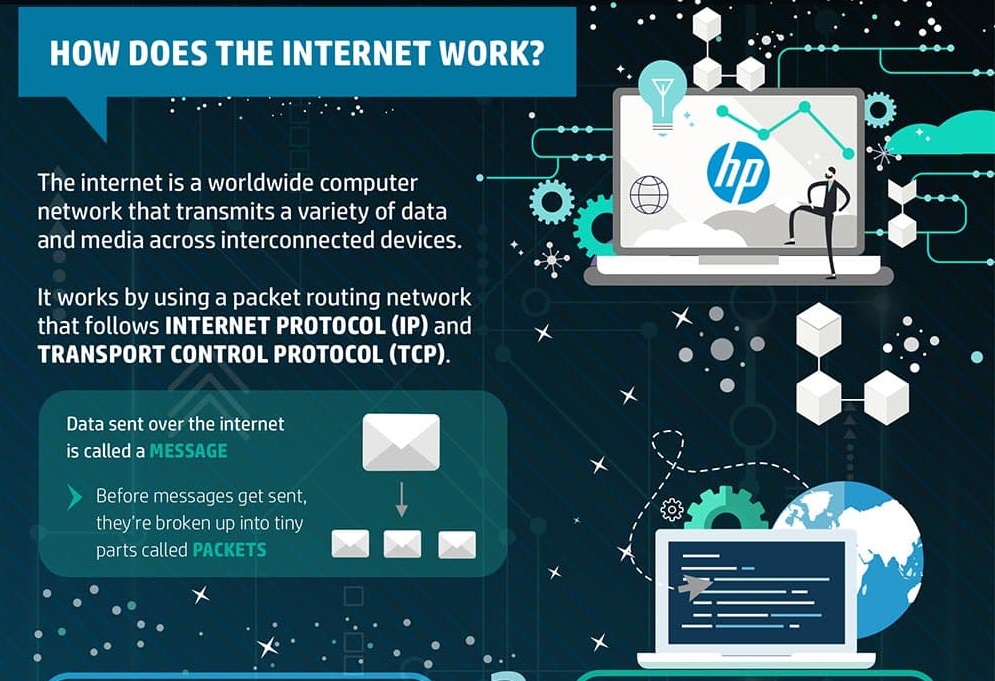 HOW DOES THE INTERNET WORK?
hp
The internet is a worldwide computer
network that transmits a variety of data
and media across interconnected devices.
It works by using a packet routing network
that follows INTERNET PROTOCOL (IP) and
TRANSPORT CONTROL PROTOCOL (TCP).
Data sent over the internet
is called a MESSAGE
Before messages get sent,
they're broken up into tiny
parts called PACKETS